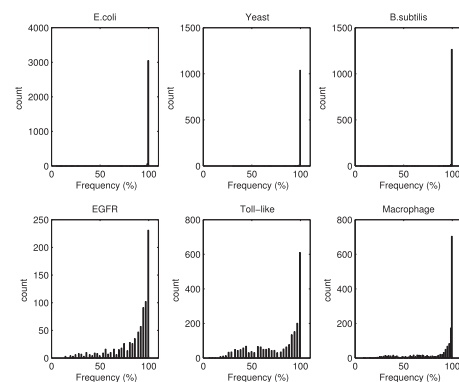 E.coli
4000
3000
2000
1000
0
count
0 50 100
Frequency (%)
Yeast
1500
1000
500
0
count
0 50 100
Frequency (%)
B.subtilis
1500
1000
500
0
count
0 50 100
Frequency (%)
EGFR
250
200
150
100
50
0
count
0 50 100
Frequency (%)
Toll−like
800
600
400
200
0
count
0 50 100
Frequency (%)
Macrophage
800
600
400
200
0
count
0 50 100
Frequency (%)